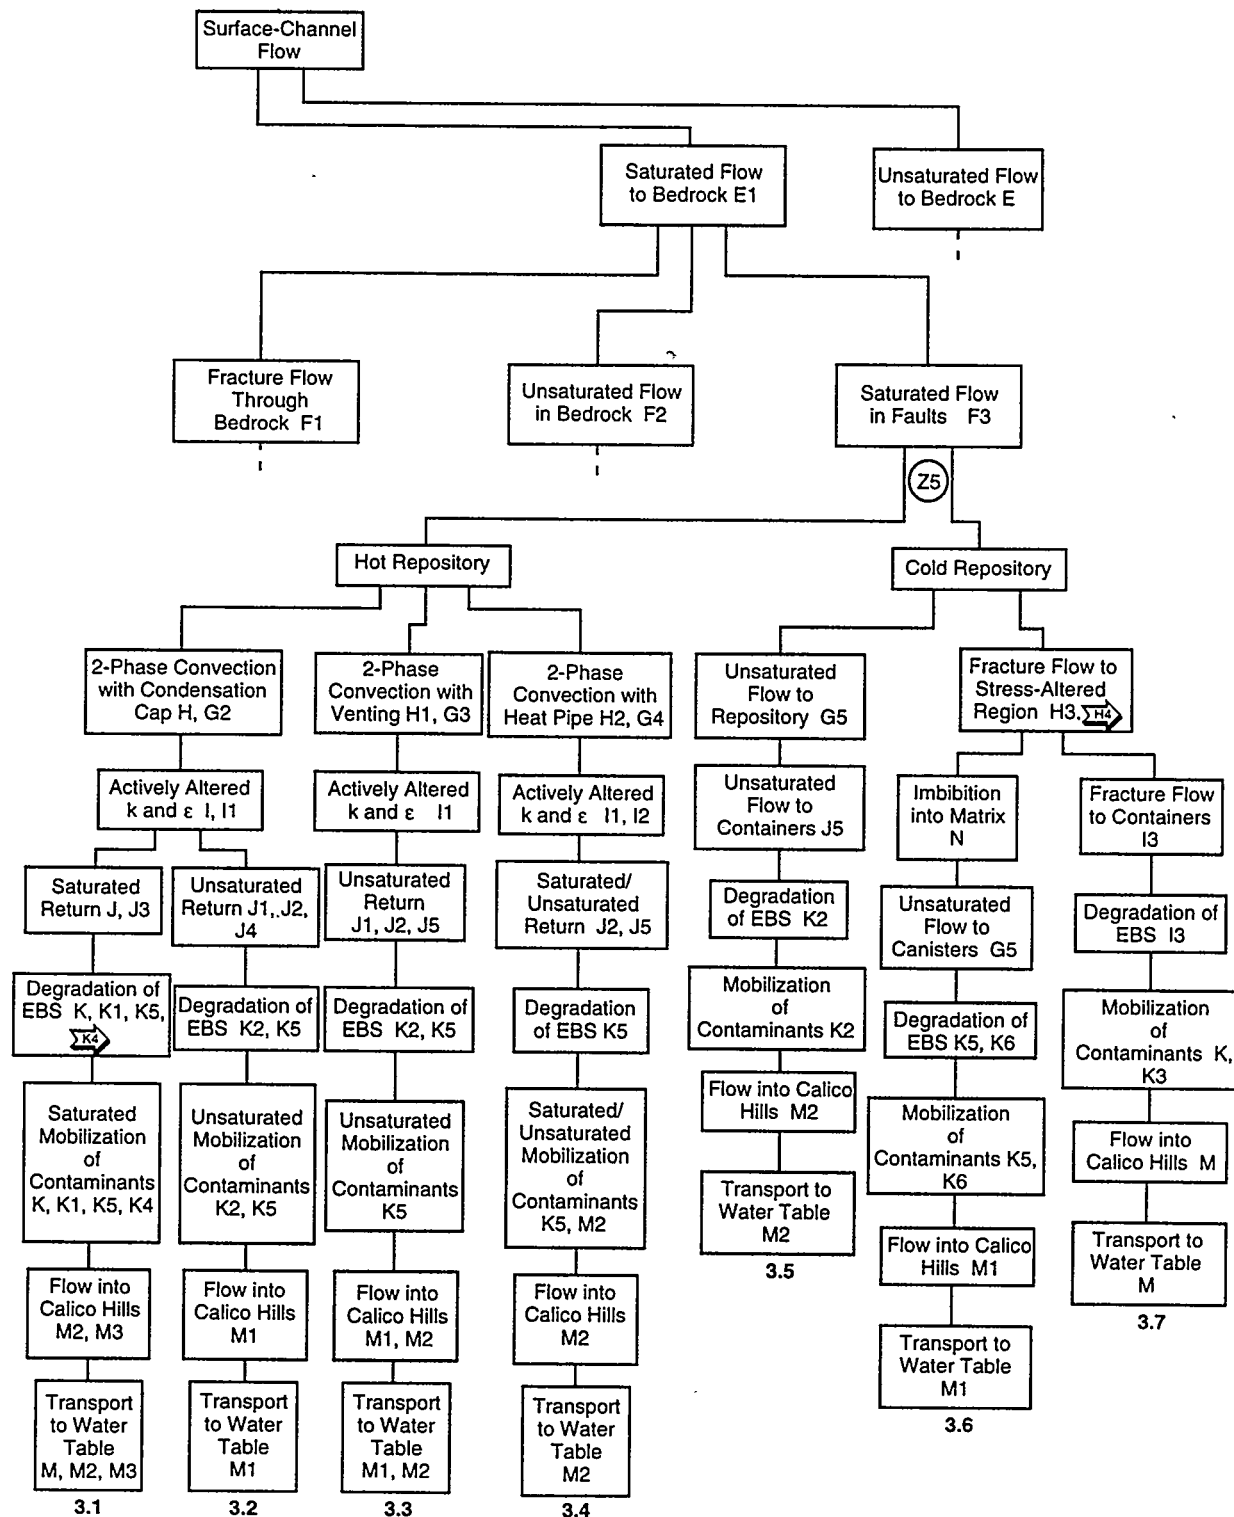 Surface-Channel
Flow
Saturated Flow
to Bedrock E1
Unsaturated Flow
to Bedrock E
Fracture Flow
Through
Bedrock F1
Unsaturated Flow
in Bedrock F2
Saturated Flow
in Faults F3
Z5
Hot Repository
Cold Repository
2-Phase Convection
with Condensation
Cap H, G2
2-Phase
Convection with
Venting H1, G3
2-Phase
Convection with
Heat Pipe H2, G4
Unsaturated
Flow to
Repository G5
Fracture Flow to
Stress-Altered
Region H3.
H4
Actively Altered
k and ε I, I1
Actively Altered
k and ε I1
Actively Altered
k and ε I1, I2
Unsaturated
Flow to
Containers J5
Imbibition
into Matrix
N
Fracture Flow
to Containers
I3
Saturated
Return J, J3
Unsaturated
Return J1, J2,
J4
Unsaturated
Return
J1, J2, J5
Saturated/
Unsaturated
Return J2, J5
Degradation
of EBS K2
Unsaturated
Flow to
Canisters G5
Degradation of
EBS I3
Degradation of
EBS K, K1, K5,
K4
Degradation of
EBS K2, K5
Degradation of
EBS K2, K5
Degradation
of EBS K5
Mobilization
of
Contaminants K2
Degradation of
EBS K5, K6
Mobilization
of
Contaminants K,
K3
Saturated
Mobilization
of
Contaminants
K, K1, K5, K4
Unsaturated
Mobilization
of
Contaminants
K2, K5
Unsaturated
Mobilization
of
Contaminants
K5
Saturated/
Unsaturated
Mobilization
of
Contaminants
K5, M2
Flow into Calico
Hills M2
Mobilization
of
Contaminants K5,
K6
Flow into
Calico Hills M
Flow into
Calico Hills
M2, M3
Flow into
Calico Hills
M1
Flow into
Calico Hills
M1, M2
Flow into
Calico Hills
M2
Transport to
Water Table
M2
3.5
Flow into Calico
Hills M1
Transport to
Water Table
M
3.7
Transport to
Water Table
M1
3.6
Transport
to Water
Table
M, M2, M3
3.1
Transport
to Water
Table
M1
3.2
Transport
to Water
Table
M1, M2
3.3
Transport
to Water
Table
M2
3.4